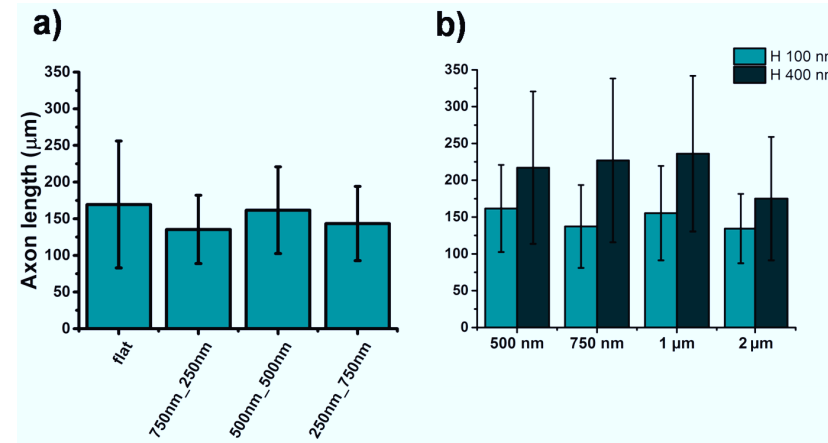 a)
Axon length (µm)
350
300
250
200
150
100
50
0
flat
750nm_250nm
500nm_500nm
250nm_750nm
b)
H 100 nm
H 400 nm
350
300
250
200
150
100
50
0
500 nm
750 nm
1 µm
2 µm